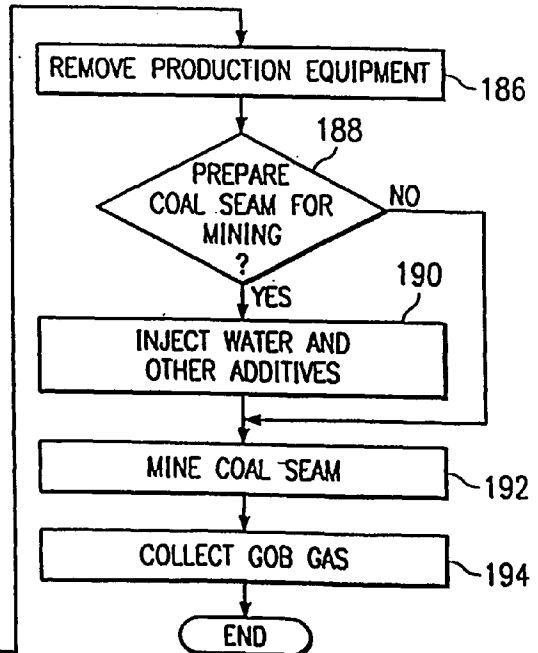 REMOVE PRODUCTION EQUIPMENT
186
188
PREPARE
COAL SEAM FOR
MINING
?
NO
YES
190
INJECT WATER AND
OTHER ADDITIVES
MINE COAL SEAM
192
COLLECT GOB GAS
194
END